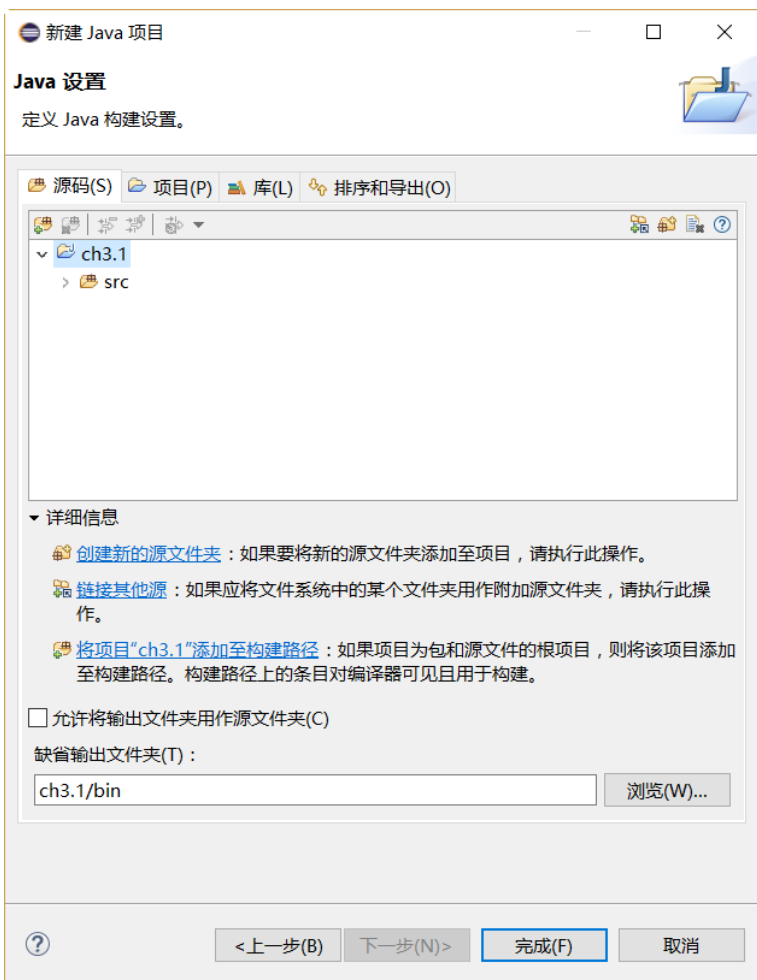 新建 Java 项目
Java 设置
定义 Java 构建设置。
源码(S) 项目(P) 库(L) 排序和导出(O)
ch3.1
src
详细信息
创建新的源文件夹：如果要将新的源文件夹添加至项目，请执行此操作。
链接其他源：如果应将文件系统中的某个文件夹用作附加源文件夹，请执行此操
作。
将项目“ch3.1”添加至构建路径：如果项目为包和源文件的根项目，则将该项目添加
至构建路径。构建路径上的条目对编译器可见且用于构建。
允许将输出文件夹用作源文件夹(C)
缺省输出文件夹(T)：
ch3.1/bin 浏览(W)...
<上一步(B) 下一步(N)> 完成(F) 取消